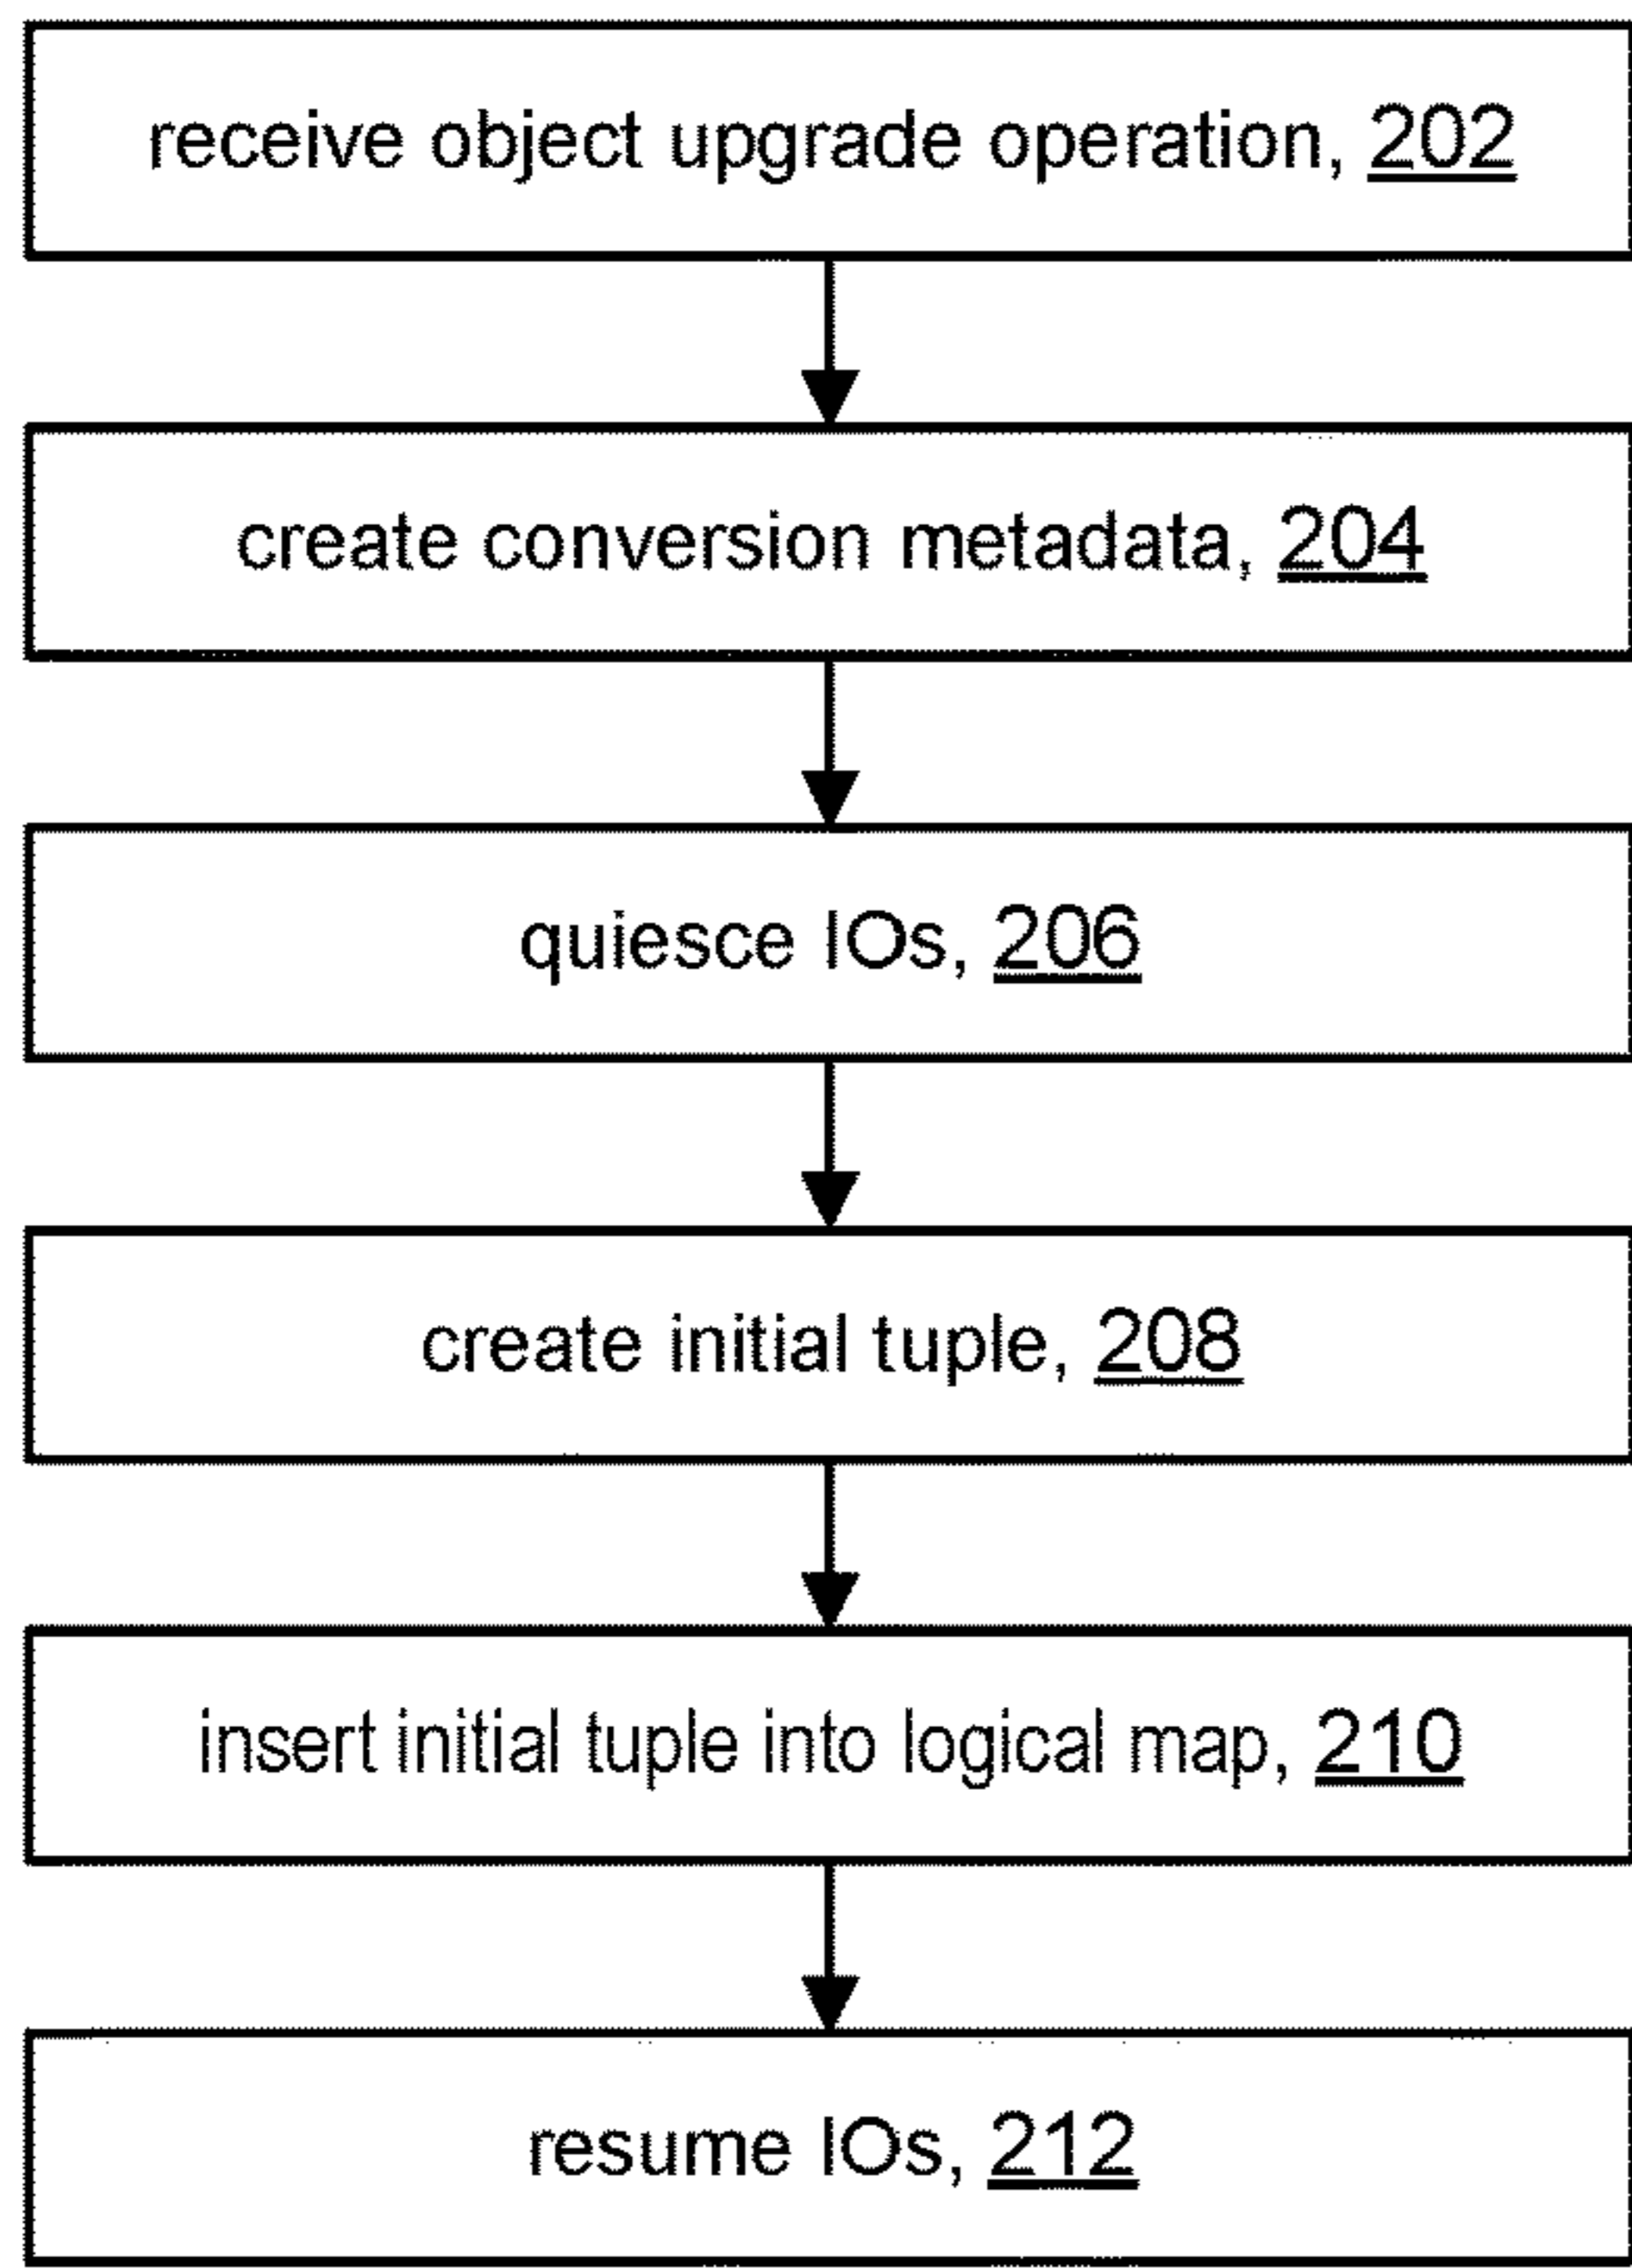 receive object upgrade operation, 202
create conversion metadata, 204
quiesce IOs, 206
create initial tuple, 208
insert initial tuple into logical map, 210
resume IOs, 212